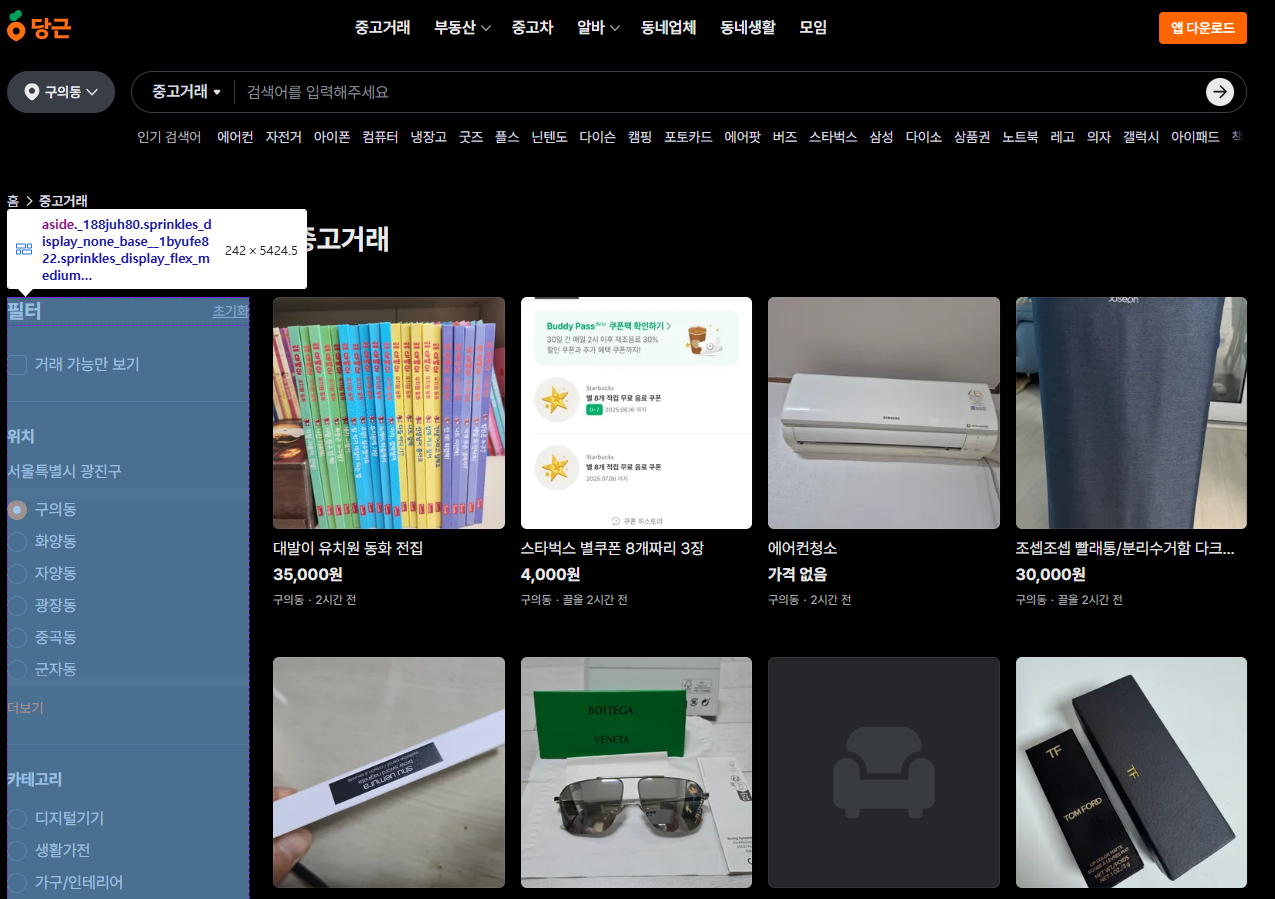 당근
중고거래 부동산 중고차 알바 동네업체 동네생활 모임
앱 다운로드
구의동
중고거래 검색어를 입력해주세요
인기 검색어 에어컨 자전거 아이폰 컴퓨터 냉장고 굿즈 플스 닌텐도 다이슨 캠핑 포토카드 에어팟 버즈 스타벅스 삼성 다이소 상품권 노트북 레고 의자 갤럭시 아이패드
홈 > 중고거래
aside._188juh80.sprinkles_d
isplay_none_base__1byufe8
22.sprinkles_display_flex_m
edium...
242 × 5424.5
중고거래
필터 초기화
거래 가능만 보기
위치
서울특별시 광진구
구의동
화양동
자양동
광장동
중곡동
군자동
더보기
카테고리
디지털기기
생활가전
가구/인테리어
대발이 유치원 동화 전집
35,000원
구의동 · 2시간 전
Buddy Pass Beta 쿠폰팩 확인하기 >
30일 간 매일 2시 이후 제조음료 30%
할인 쿠폰과 추가 혜택 쿠폰까지!
Starbucks
별 8개 적립 무료 음료 쿠폰
D-7 2025.06.16 까지
Starbucks
별 8개 적립 무료 음료 쿠폰
2025.07.06 까지
쿠폰 히스토리
스타벅스 별쿠폰 8개짜리 3장
4,000원
구의동 · 끌올 2시간 전
SAMSUNG
에어컨청소
가격 없음
구의동 · 2시간 전
Joseph
조셉조셉 빨래통/분리수거함 다크...
30,000원
구의동 · 끌올 2시간 전
shu uemura
BOTTEGA
VENETA
TF
TF
TOM FORD